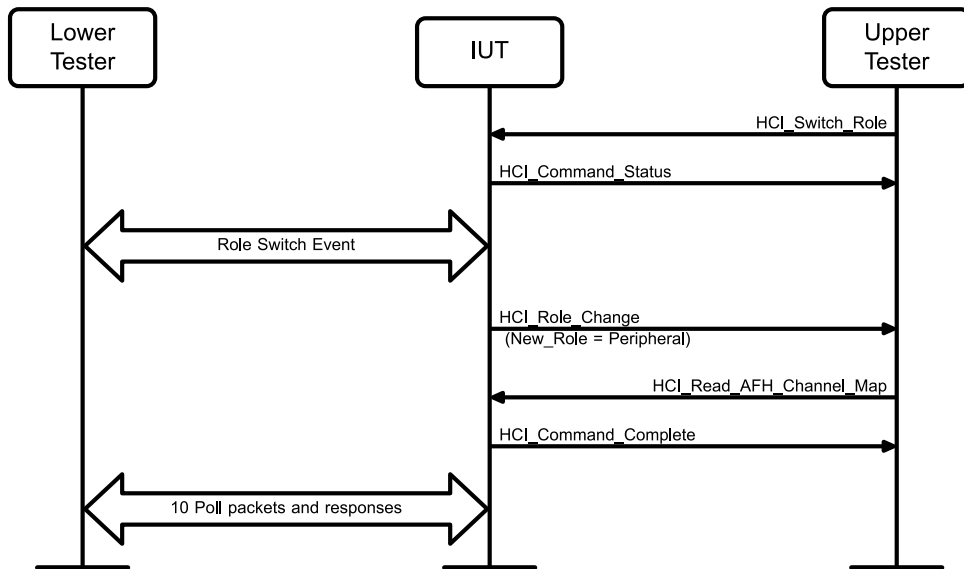 Lower
Tester
IUT
Upper
Tester
HCI_Switch_Role
HCI_Command_Status
Role Switch Event
HCI_Role_Change
(New_Role = Peripheral)
HCI_Read_AFH_Channel_Map
HCI_Command_Complete
10 Poll packets and responses